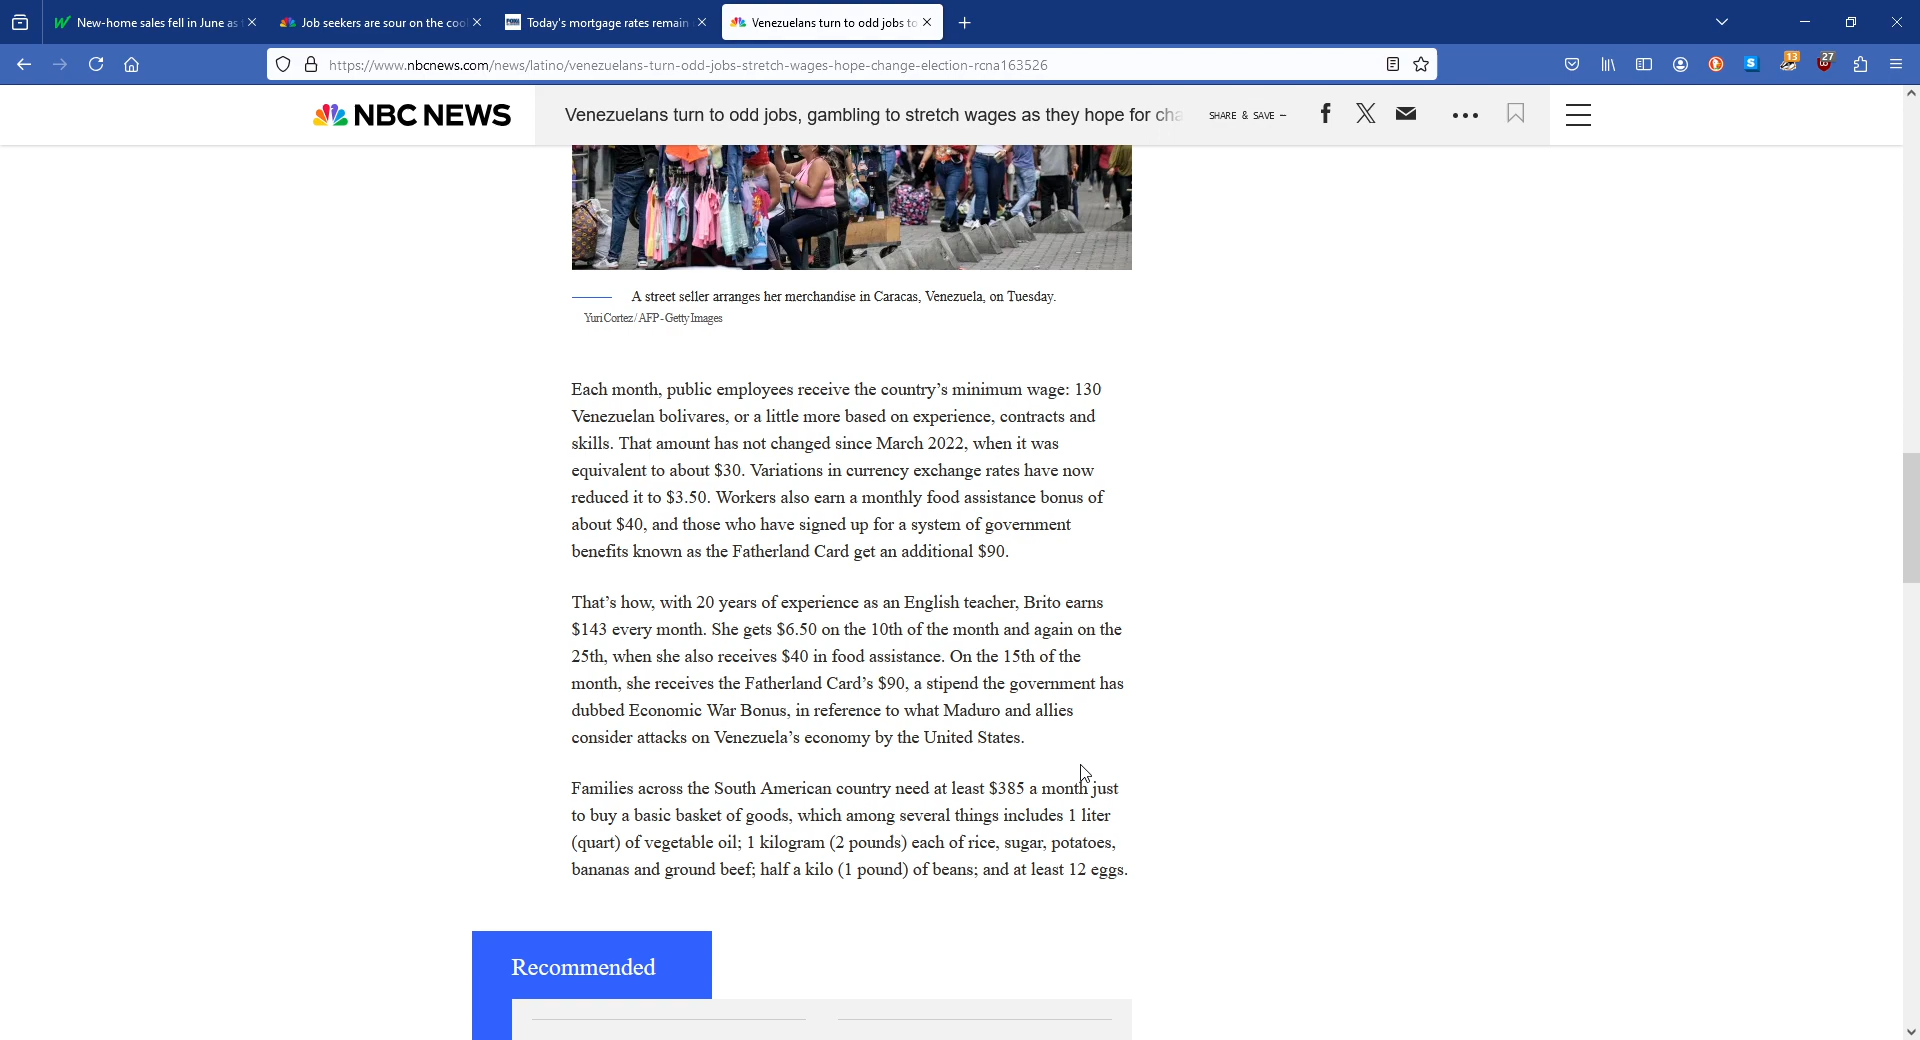 New-home sales fell in June as
Job seekers are sour on the cool
Today's mortgage rates remain
Venezuelans turn to odd jobs to
https://www.nbcnews.com/news/latino/venezuelans-turn-odd-jobs-stretch-wages-hope-change-election-rcna163526
S
13
27
NBC NEWS
Venezuelans turn to odd jobs, gambling to stretch wages as they hope for cha
SHARE & SAVE —
A street seller arranges her merchandise in Caracas, Venezuela, on Tuesday.
Yuri Cortez / AFP - Getty Images
Each month, public employees receive the country’s minimum wage: 130
Venezuelan bolivares, or a little more based on experience, contracts and
skills. That amount has not changed since March 2022, when it was
equivalent to about $30. Variations in currency exchange rates have now
reduced it to $3.50. Workers also earn a monthly food assistance bonus of
about $40, and those who have signed up for a system of government
benefits known as the Fatherland Card get an additional $90.
That’s how, with 20 years of experience as an English teacher, Brito earns
$143 every month. She gets $6.50 on the 10th of the month and again on the
25th, when she also receives $40 in food assistance. On the 15th of the
month, she receives the Fatherland Card’s $90, a stipend the government has
dubbed Economic War Bonus, in reference to what Maduro and allies
consider attacks on Venezuela’s economy by the United States.
Families across the South American country need at least $385 a month just
to buy a basic basket of goods, which among several things includes 1 liter
(quart) of vegetable oil; 1 kilogram (2 pounds) each of rice, sugar, potatoes,
bananas and ground beef; half a kilo (1 pound) of beans; and at least 12 eggs.
Recommended